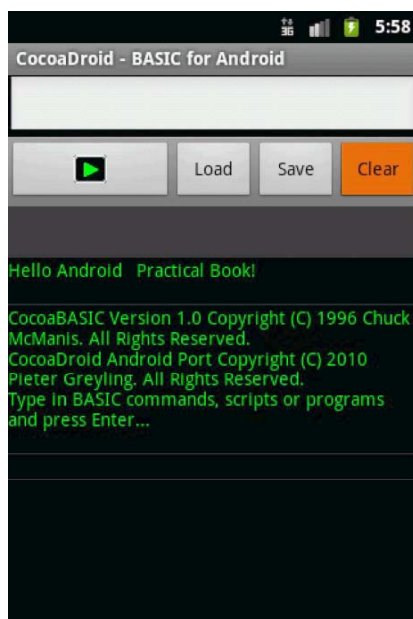 3G 5:58
CocoaDroid - BASIC for Android
Load Save Clear
Hello Android   Practical Book!
CocoaBASIC Version 1.0 Copyright (C) 1996 Chuck
McManis. All Rights Reserved.
CocoaDroid Android Port Copyright (C) 2010
Pieter Greyling. All Rights Reserved.
Type in BASIC commands, scripts or programs
and press Enter...